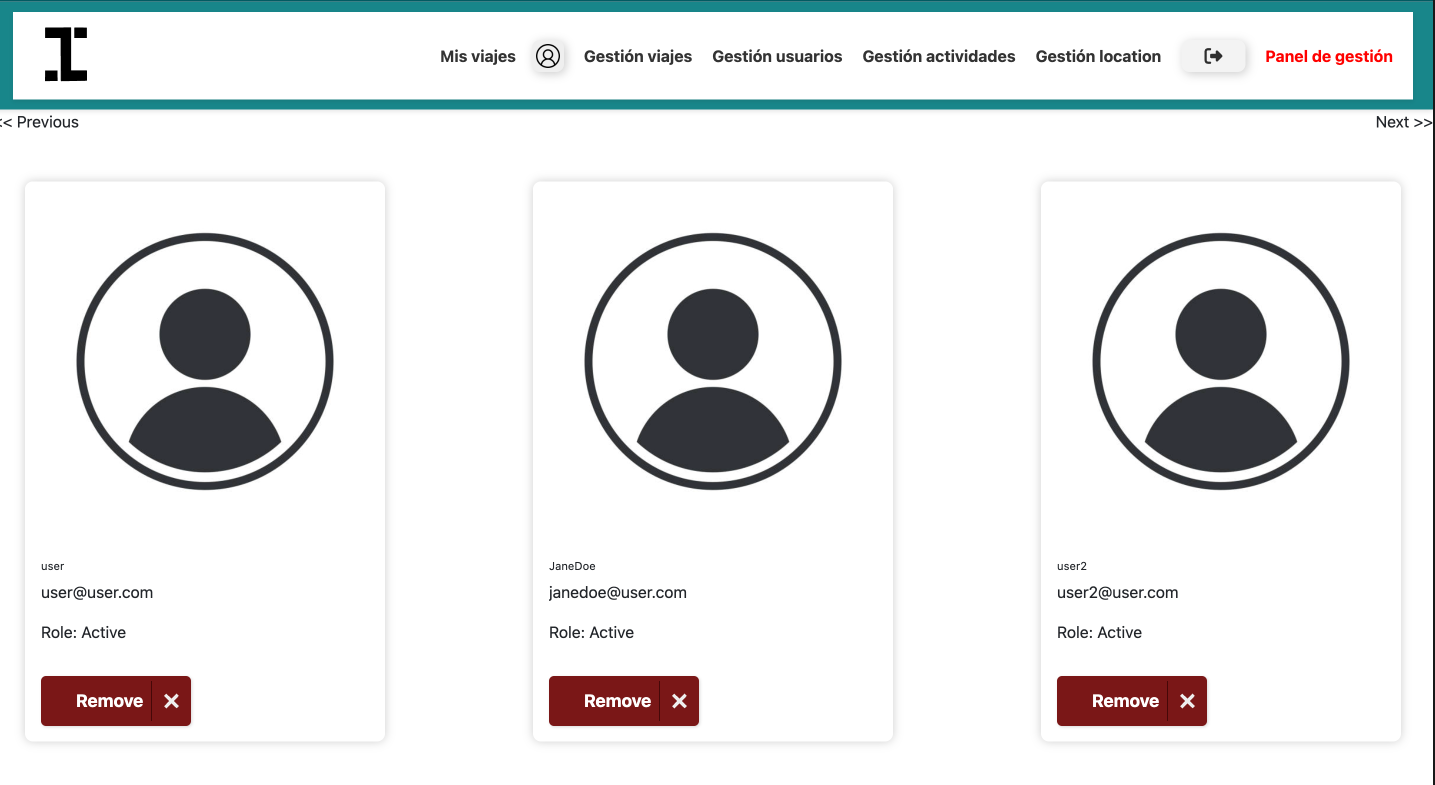 Mis viajes Gestión viajes Gestión usuarios Gestión actividades Gestión location Panel de gestión
<< Previous Next >>
user
user@user.com
Role: Active
Remove ✕
JaneDoe
janedoe@user.com
Role: Active
Remove ✕
user2
user2@user.com
Role: Active
Remove ✕